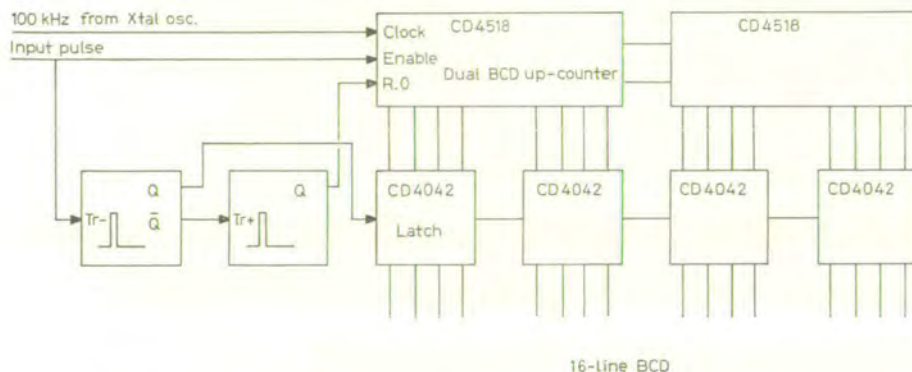 100 kHz from Xtal osc.
Input pulse
Clock
Enable
R.O
CD4518
Dual BCD up-counter
CD4518
Q
Tr-
Q̄
Q
Tr+
CD4042
Latch
CD4042
CD4042
CD4042
16-line BCD